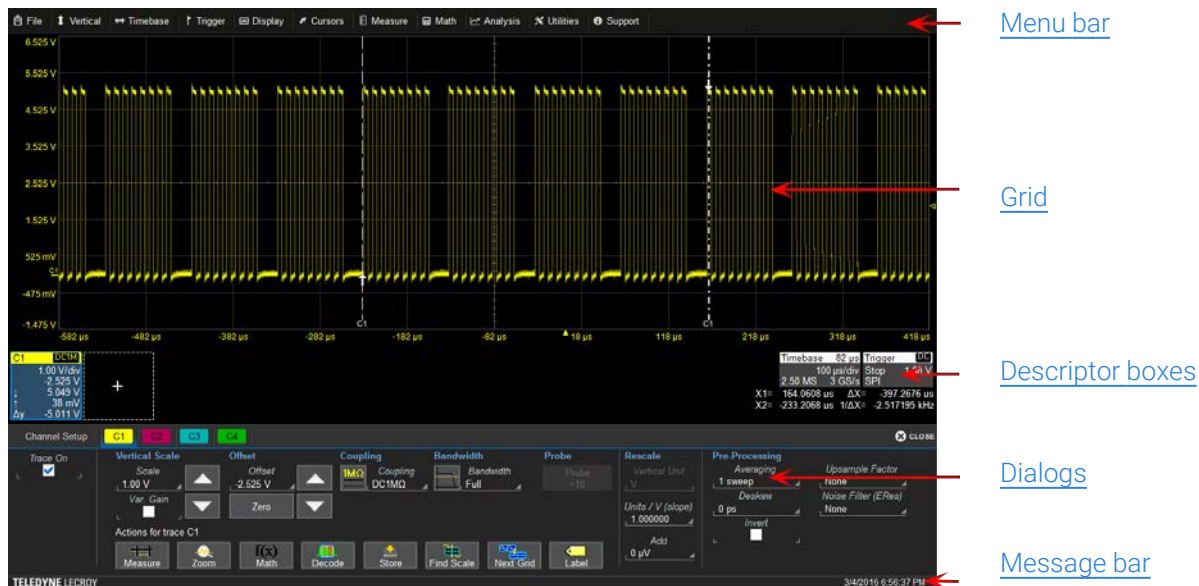 File Vertical Timebase Trigger Display Cursors Measure Math Analysis Utilities Support
Menu bar
6.525 V
5.525 V
4.525 V
3.525 V
2.525 V
Grid
1.525 V
525 mV
C1
-475 mV
-1.475 V
C1 C1
-582 µs -482 µs -382 µs -282 µs -182 µs -82 µs 18 µs 118 µs 218 µs 318 µs 418 µs
C1 DC1M
1.00 V/div
-2.525 V
5.049 V
38 mV
Δy -5.011 V
+
Timebase 82 µs Trigger DC
100 µs/div Stop 1.58 V
2.50 MS 3 GS/s SPI
X1= 164.0608 µs ΔX= -397.2676 µs
X2= -233.2068 µs 1/ΔX= -2.517195 kHz
Descriptor boxes
Channel Setup C1 C2 C3 C4 CLOSE
Trace On
Vertical Scale Offset Coupling Bandwidth Probe Rescale Pre-Processing
Scale Offset Coupling Bandwidth Probe Vertical Unit Averaging Upsample Factor
1.00 V -2.525 V 1MΩ DC1MΩ Full ÷10 V 1 sweep None
Dialogs
Var. Gain Zero Units / V (slope) Deskew Noise Filter (ERes)
1.000000 0 ps None
Actions for trace C1 Add Invert
0 µV
Measure Zoom f(x) Math Decode Store Find Scale Next Grid Label
Message bar
TELEDYNE LECROY 3/4/2016 6:56:37 PM